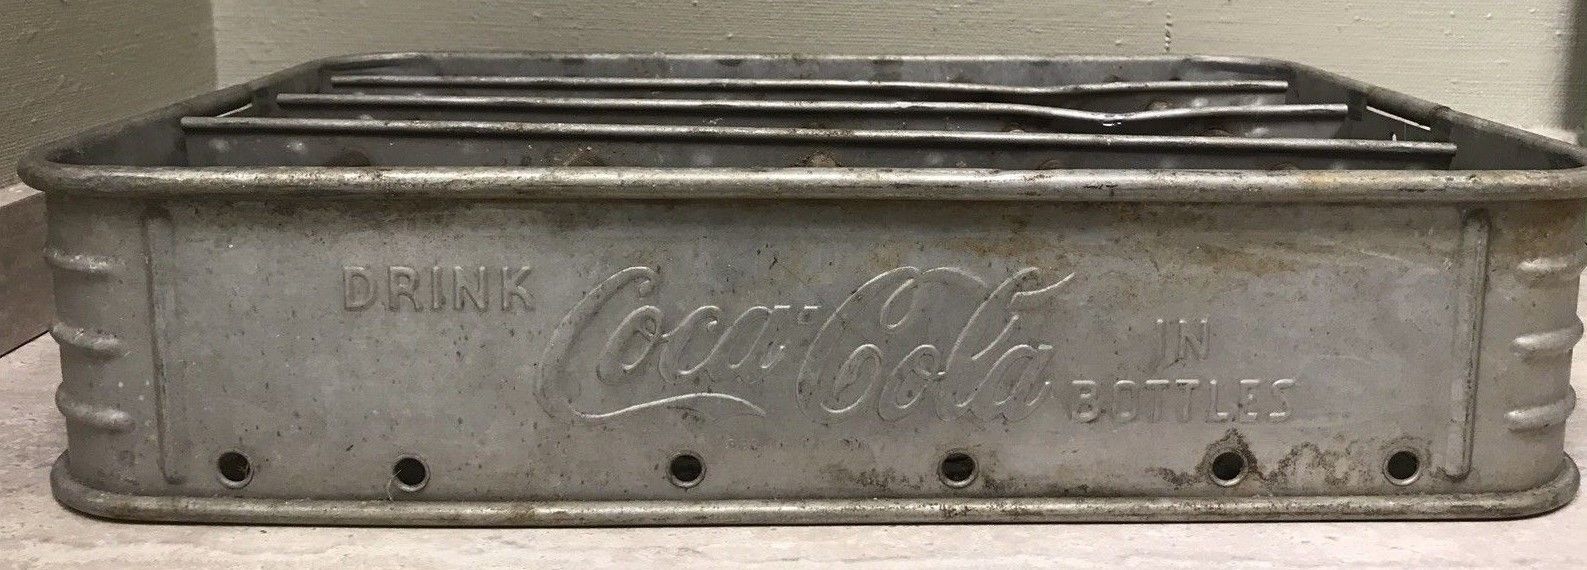 DRINK Coca-Cola IN
BOTTLES